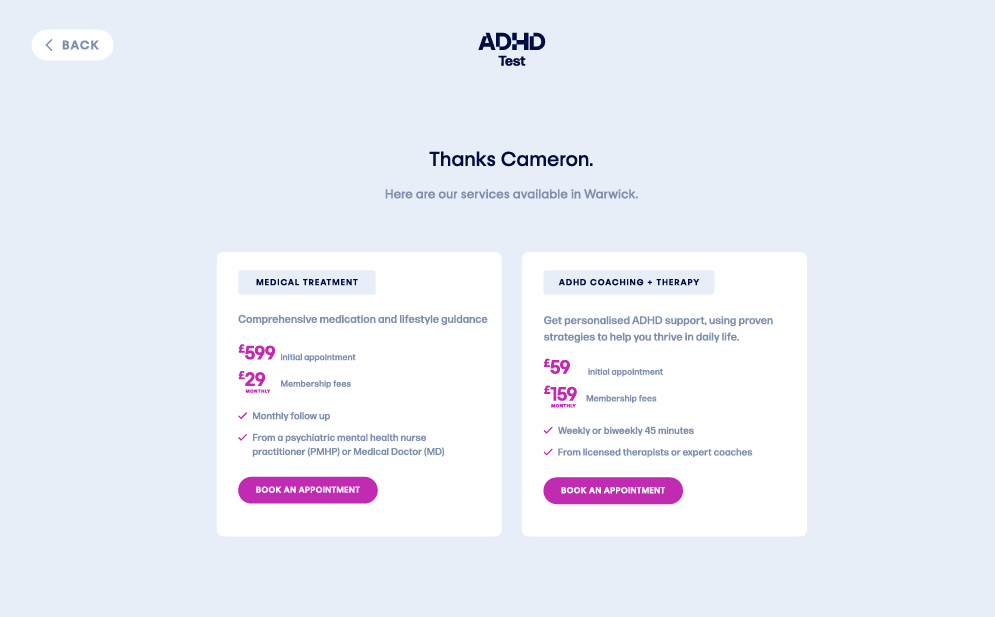 BACK
ADHD
Test
Thanks Cameron.
Here are our services available in Warwick.
MEDICAL TREATMENT
Comprehensive medication and lifestyle guidance
£599 Initial appointment
£29 Membership fees
MONTHLY
Monthly follow up
From a psychiatric mental health nurse
practitioner (PMHP) or Medical Doctor (MD)
BOOK AN APPOINTMENT
ADHD COACHING + THERAPY
Get personalised ADHD support, using proven
strategies to help you thrive in daily life.
£59 Initial appointment
£159 Membership fees
MONTHLY
Weekly or biweekly 45 minutes
From licensed therapists or expert coaches
BOOK AN APPOINTMENT